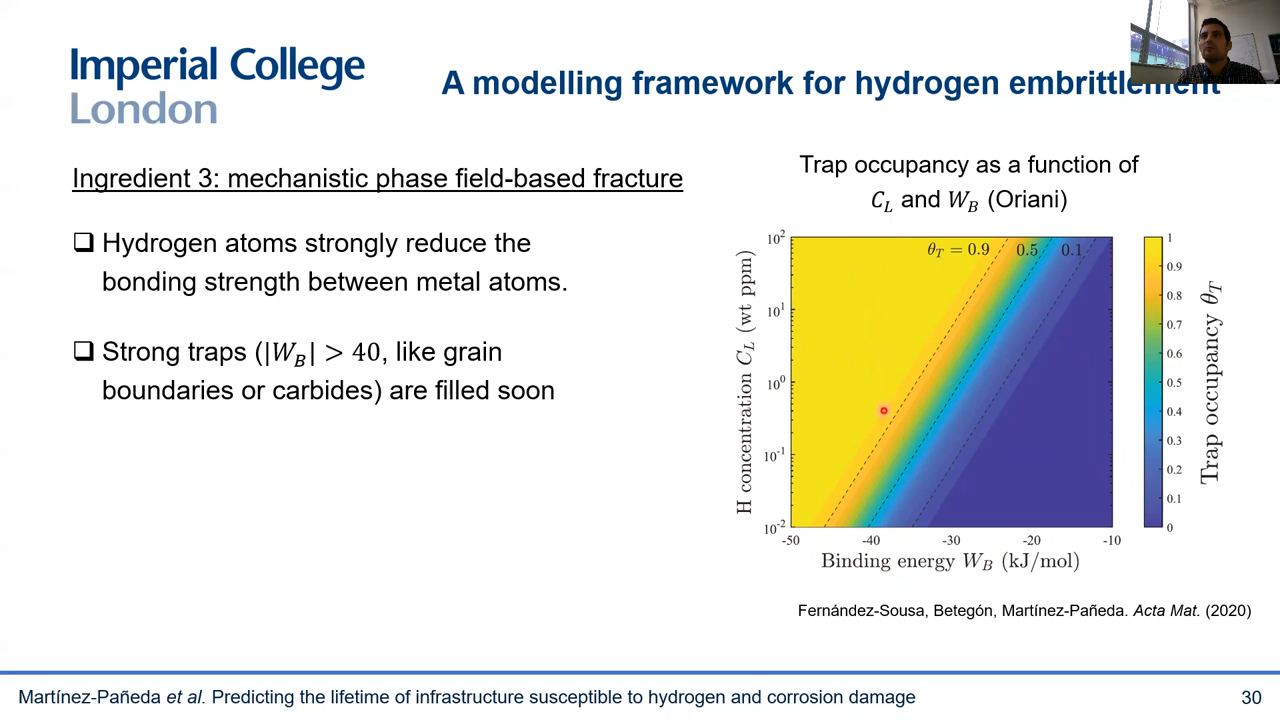 Imperial College
London
A modelling framework for hydrogen embrittlement
Ingredient 3: mechanistic phase field-based fracture
❑ Hydrogen atoms strongly reduce the
bonding strength between metal atoms.
❑ Strong traps (|W_B| > 40, like grain
boundaries or carbides) are filled soon
Trap occupancy as a function of
C_L and W_B (Oriani)
θ_T = 0.9 0.5 0.1
H concentration C_L (wt ppm)
10²
10¹
10⁰
10⁻¹
10⁻²
-50 -40 -30 -20 -10
Binding energy W_B (kJ/mol)
1
0.9
0.8
0.7
0.6
0.5
0.4
0.3
0.2
0.1
0
Trap occupancy θ_T
Fernández-Sousa, Betegón, Martínez-Pañeda. Acta Mat. (2020)
Martínez-Pañeda et al. Predicting the lifetime of infrastructure susceptible to hydrogen and corrosion damage
30